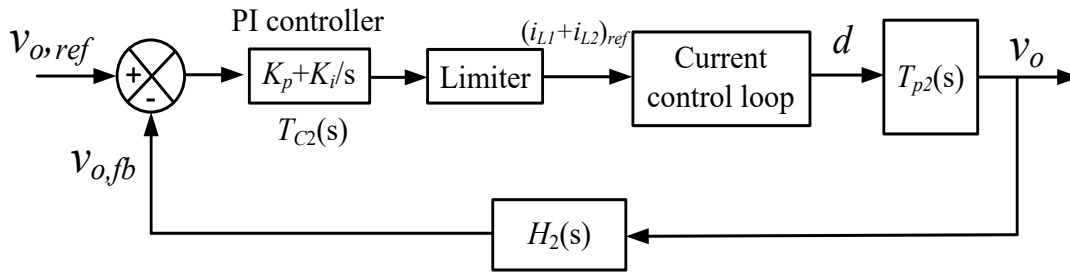 PI controller
v_{o,ref}
+
-
K_p+K_i/s
T_{C2}(s)
Limiter
(i_{L1}+i_{L2})_{ref}
Current
control loop
d
T_{p2}(s)
v_o
v_{o,fb}
H_2(s)